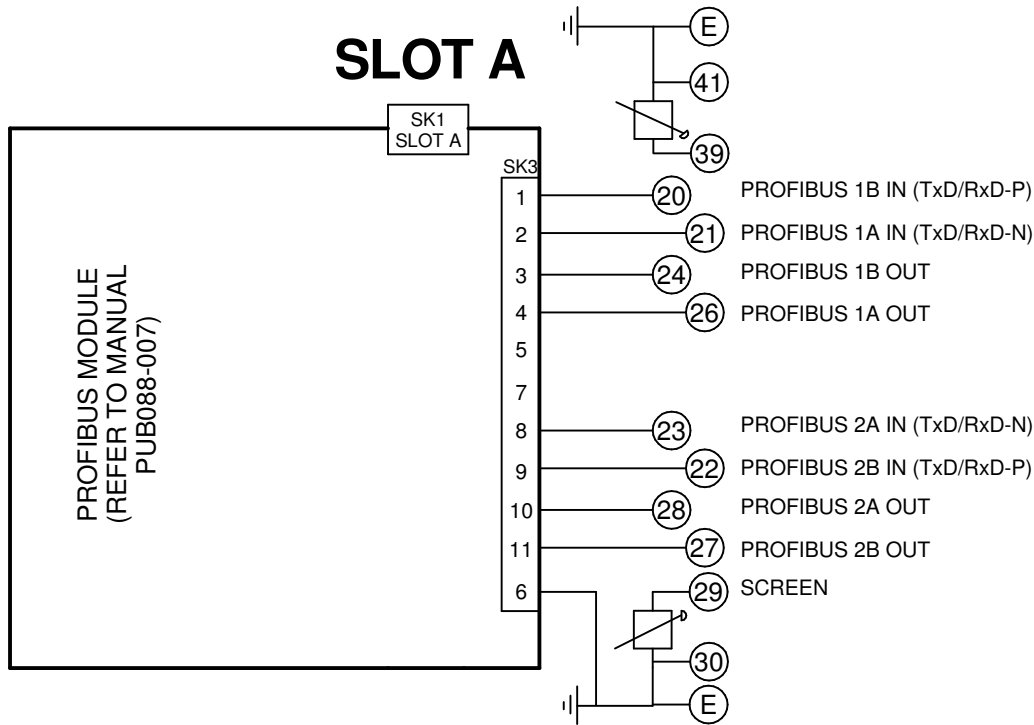 SLOT A
SK1
SLOT A
SK3
E
41
39
1
20
PROFIBUS 1B IN (TxD/RxD-P)
2
21
PROFIBUS 1A IN (TxD/RxD-N)
3
24
PROFIBUS 1B OUT
4
26
PROFIBUS 1A OUT
5
7
8
23
PROFIBUS 2A IN (TxD/RxD-N)
9
22
PROFIBUS 2B IN (TxD/RxD-P)
10
28
PROFIBUS 2A OUT
11
27
PROFIBUS 2B OUT
6
29
SCREEN
30
E
PROFIBUS MODULE
(REFER TO MANUAL
PUB088-007)